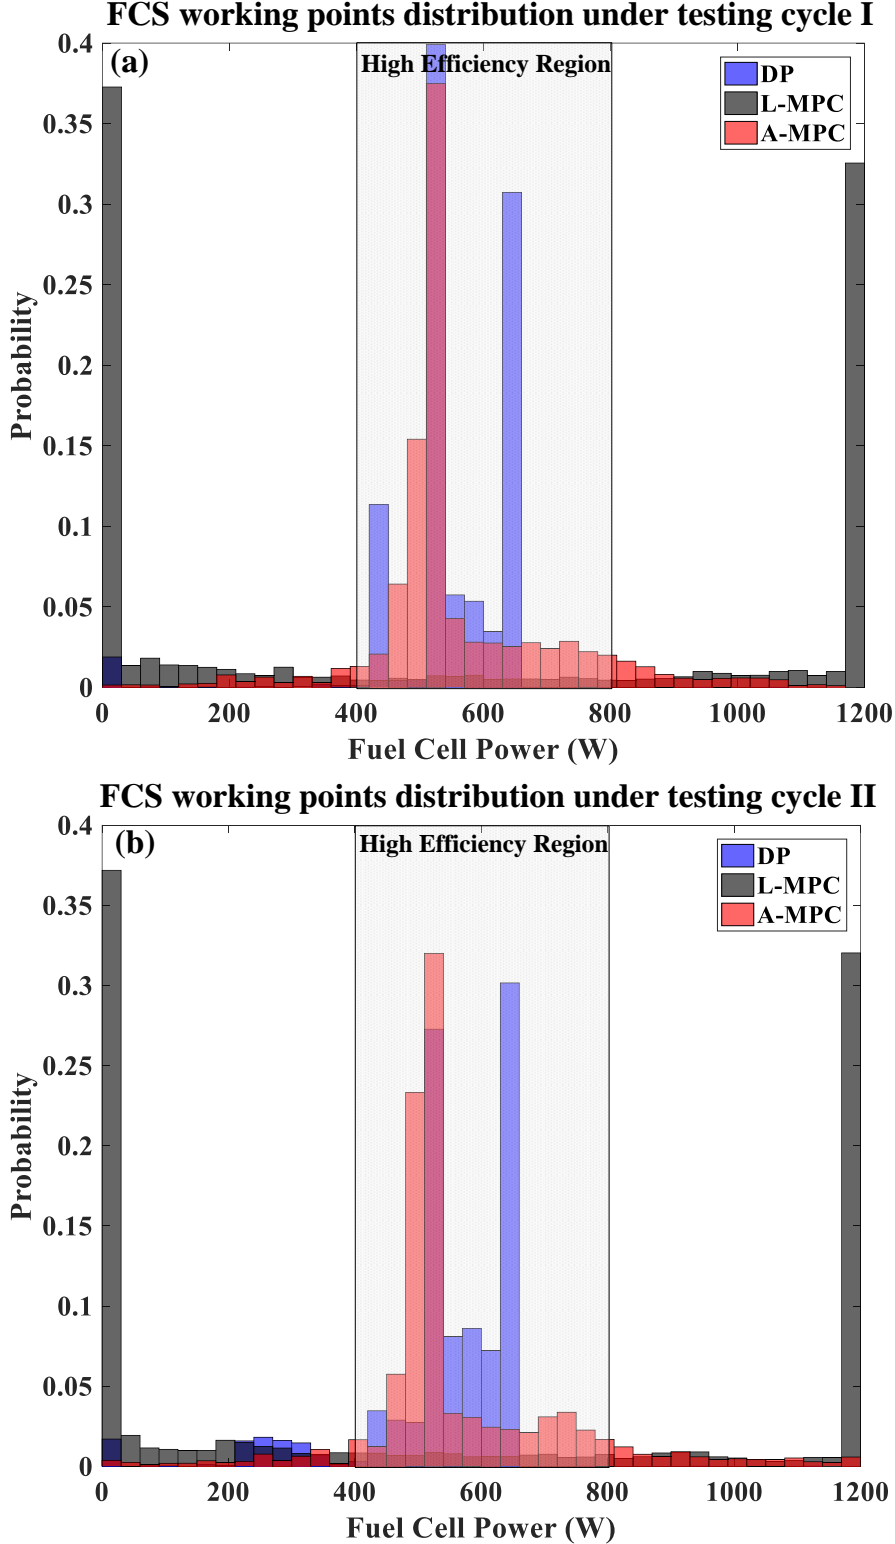 FCS working points distribution under testing cycle I
(a)
High Efficiency Region
DP
L-MPC
A-MPC
0.4
0.35
0.3
0.25
0.2
0.15
0.1
0.05
0
Probability
0 200 400 600 800 1000 1200
Fuel Cell Power (W)
FCS working points distribution under testing cycle II
(b)
High Efficiency Region
DP
L-MPC
A-MPC
0.4
0.35
0.3
0.25
0.2
0.15
0.1
0.05
0
Probability
0 200 400 600 800 1000 1200
Fuel Cell Power (W)